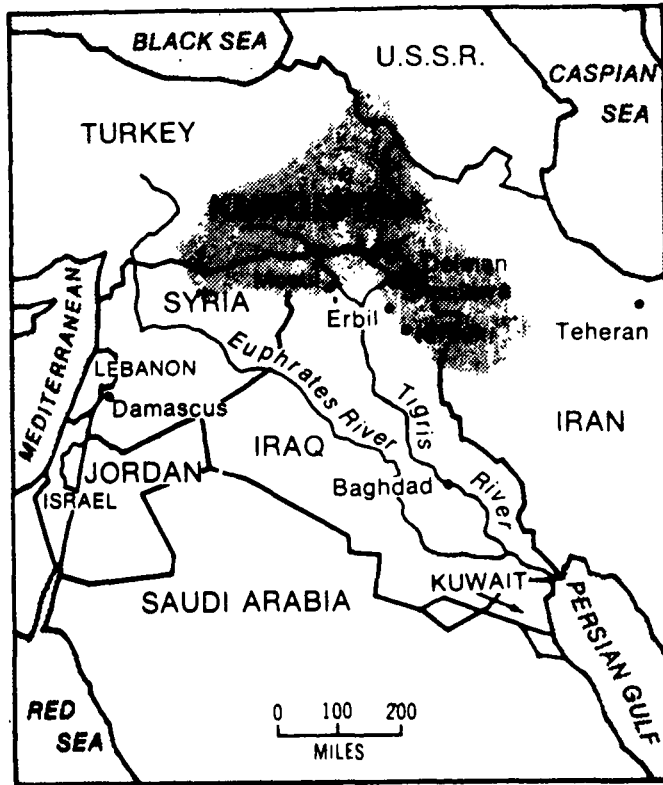 BLACK SEA
U.S.S.R.
CASPIAN
SEA
TURKEY
SYRIA
Erbil
Teheran
MEDITERRANEAN
LEBANON
Damascus
Euphrates River
Tigris
River
IRAN
IRAQ
Baghdad
JORDAN
ISRAEL
KUWAIT
SAUDI ARABIA
PERSIAN GULF
RED
SEA
0 100 200
MILES